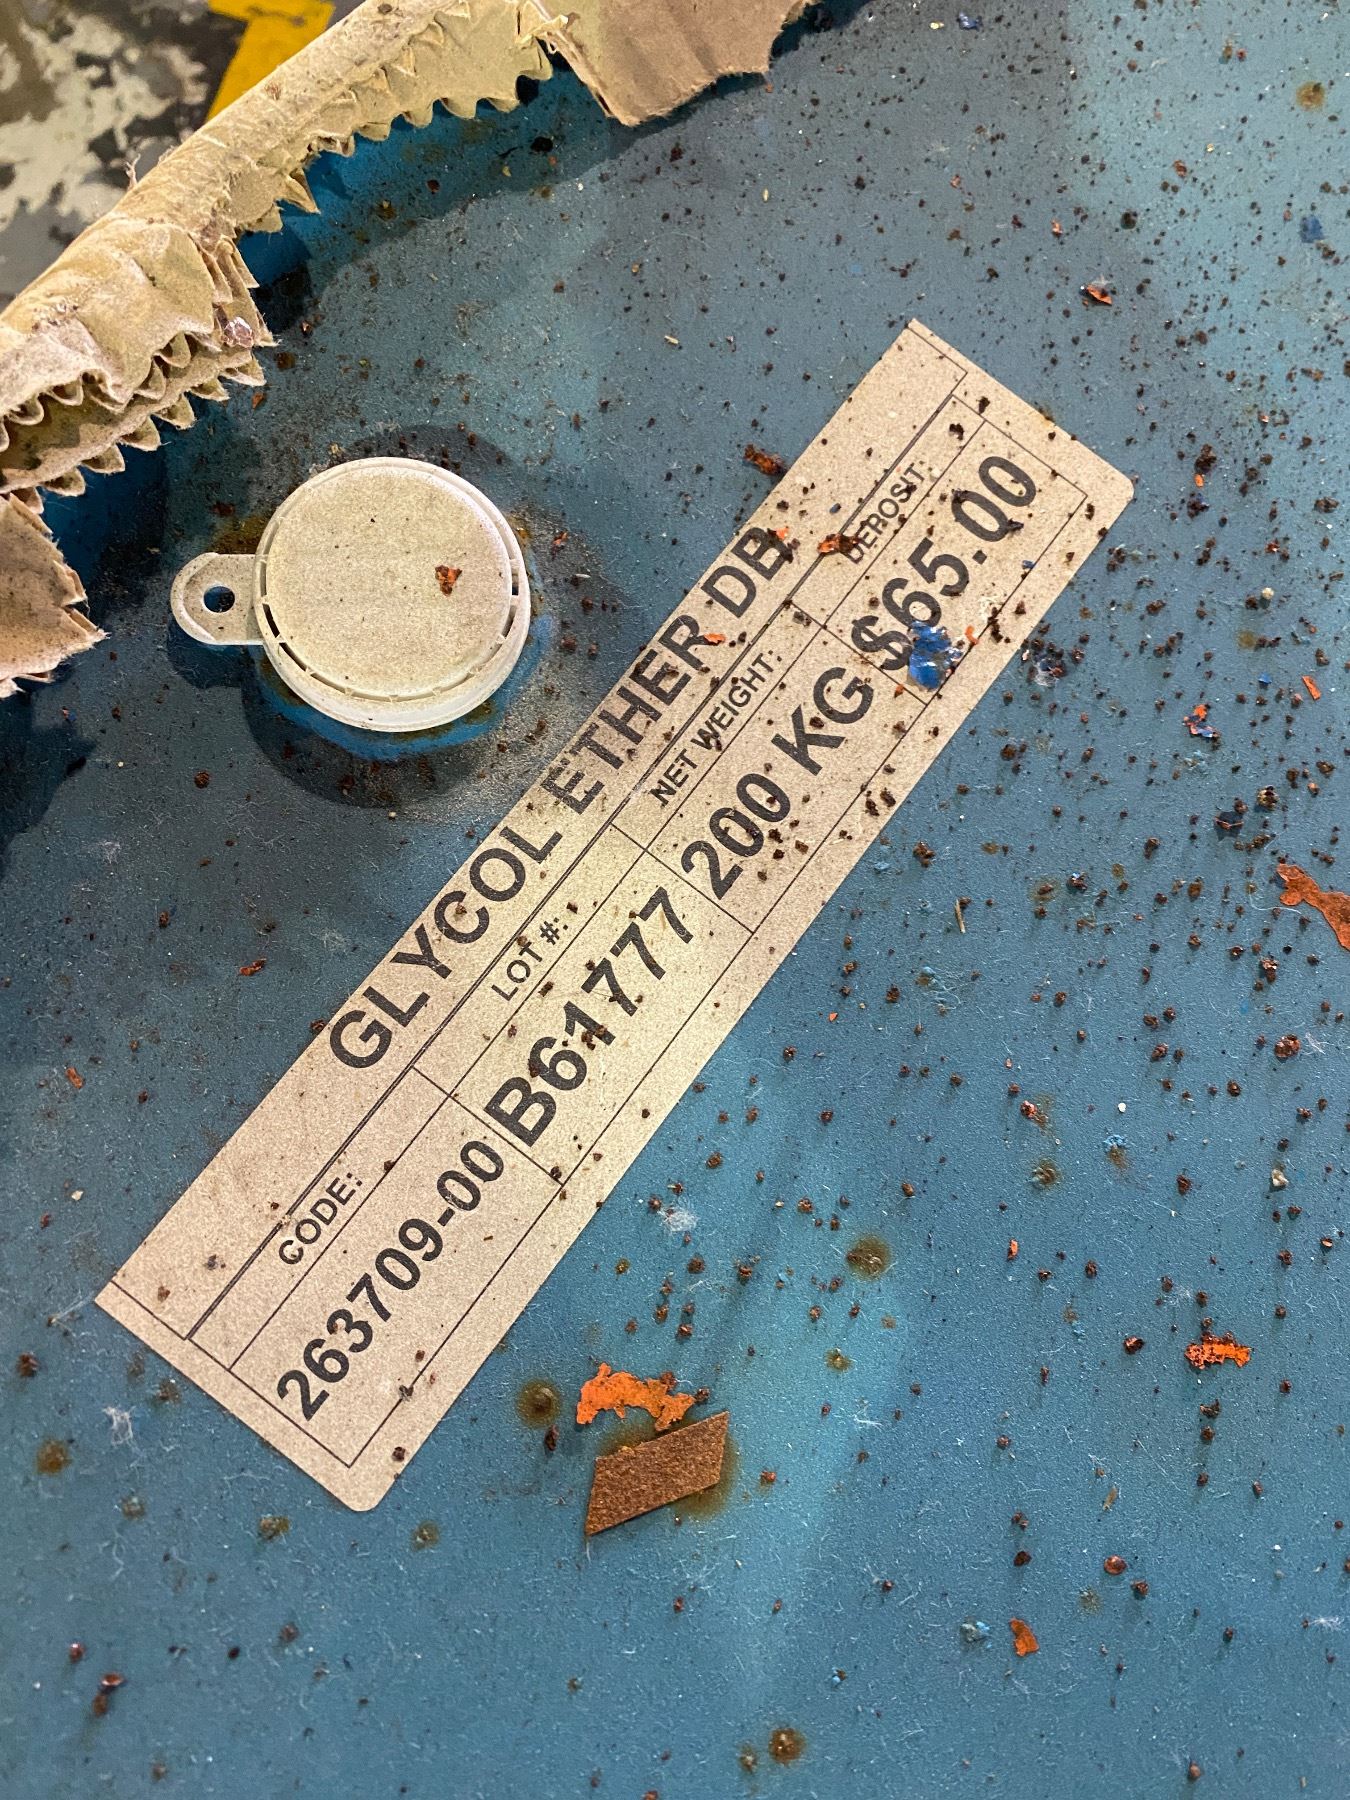 GLYCOL ETHER DB
CODE: LOT #: NET WEIGHT: DEPOSIT:
263709-00 B61777 200 KG $65.00